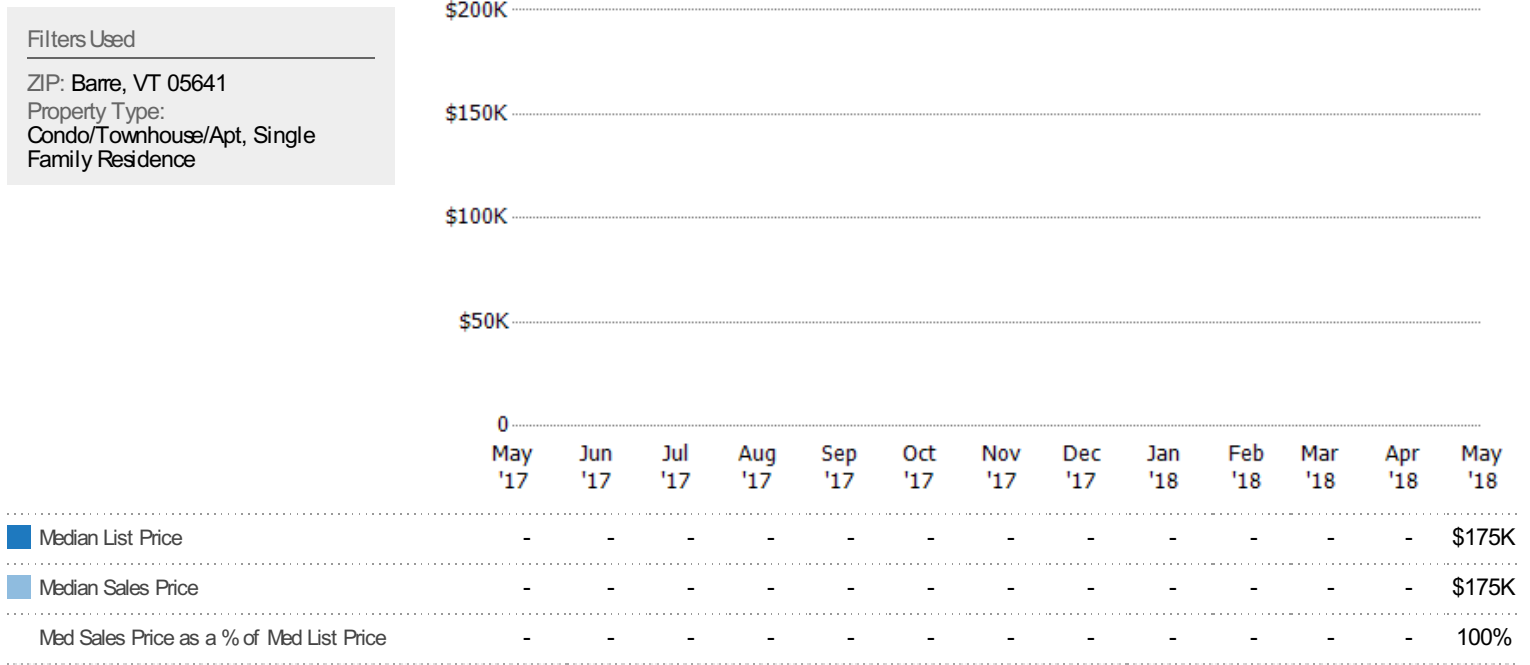 Filters Used
ZIP: Barre, VT 05641
Property Type:
Condo/Townhouse/Apt, Single
Family Residence
$200K
$150K
$100K
$50K
0
May Jun Jul Aug Sep Oct Nov Dec Jan Feb Mar Apr May
'17 '17 '17 '17 '17 '17 '17 '17 '18 '18 '18 '18 '18
Median List Price - - - - - - - - - - - - $175K
Median Sales Price - - - - - - - - - - - - $175K
Med Sales Price as a % of Med List Price - - - - - - - - - - - - 100%